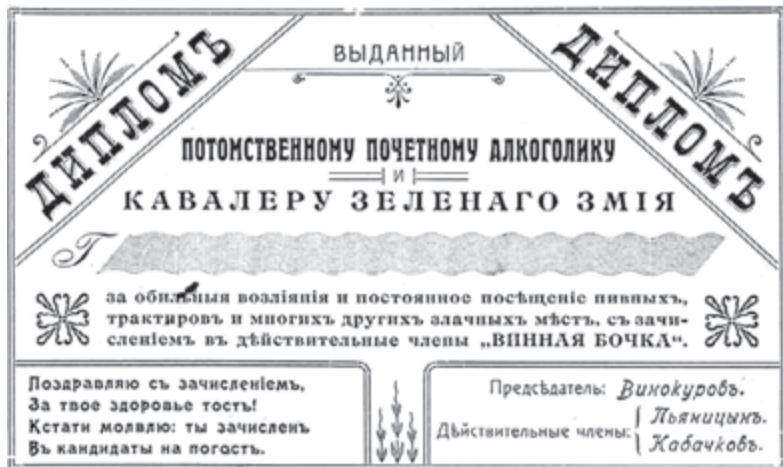 ДИПЛОМЪ
ВЫДАННЫЙ
ДИПЛОМЪ
ПОТОМСТВЕННОМУ ПОЧЕТНОМУ АЛКОГОЛИКУ
И
КАВАЛЕРУ ЗЕЛЕНАГО ЗМІЯ
Г
за обильныя возліянія и постоянное посѣщеніе пивныхъ,
трактировъ и многихъ другихъ злачныхъ мѣстъ, съ зачи-
сленіемъ въ дѣйствительные члены „ВИННАЯ БОЧКА“.
Поздравляю съ зачисленіемъ,
За твое здоровье тостъ!
Кстати молвлю: ты зачисленъ
Въ кандидаты на погостъ.
Предсѣдатель: Винокуровъ.
Дѣйствительные члены: Пьяницынъ.
Кабачковъ.